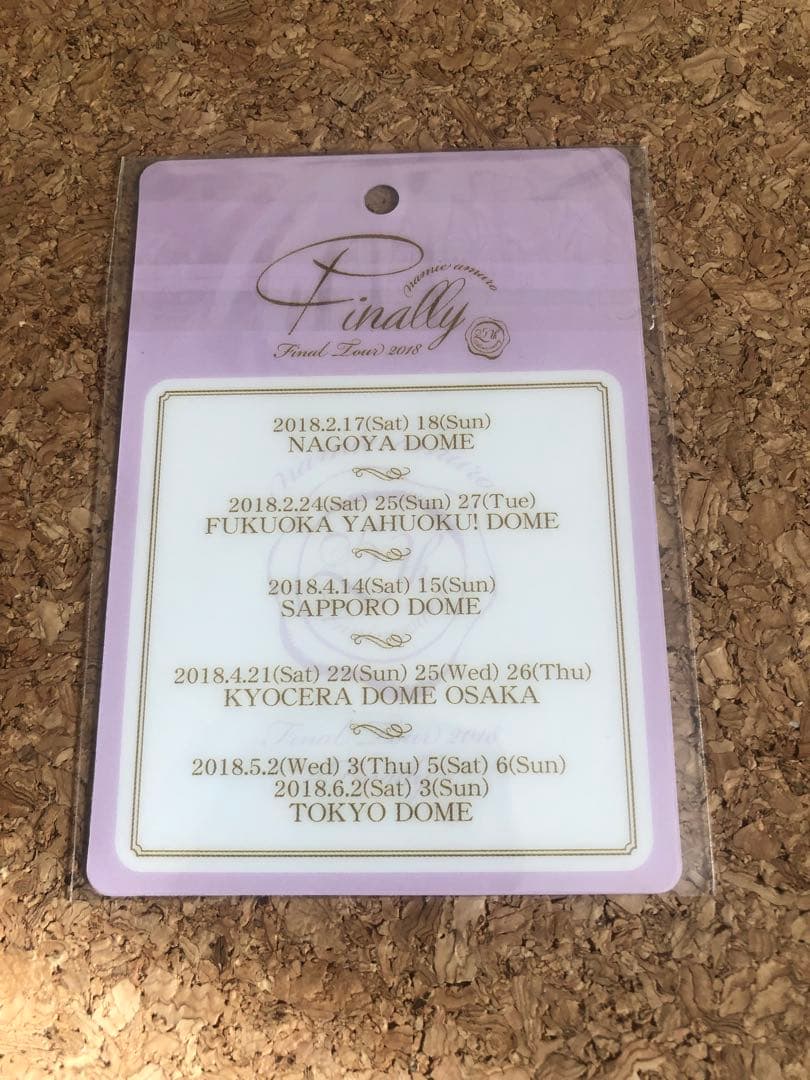 namie amuro
Finally
25th
Final Tour 2018
2018.2.17(Sat) 18(Sun)
NAGOYA DOME
2018.2.24(Sat) 25(Sun) 27(Tue)
FUKUOKA YAHUOKU! DOME
2018.4.14(Sat) 15(Sun)
SAPPORO DOME
2018.4.21(Sat) 22(Sun) 25(Wed) 26(Thu)
KYOCERA DOME OSAKA
2018.5.2(Wed) 3(Thu) 5(Sat) 6(Sun)
2018.6.2(Sat) 3(Sun)
TOKYO DOME